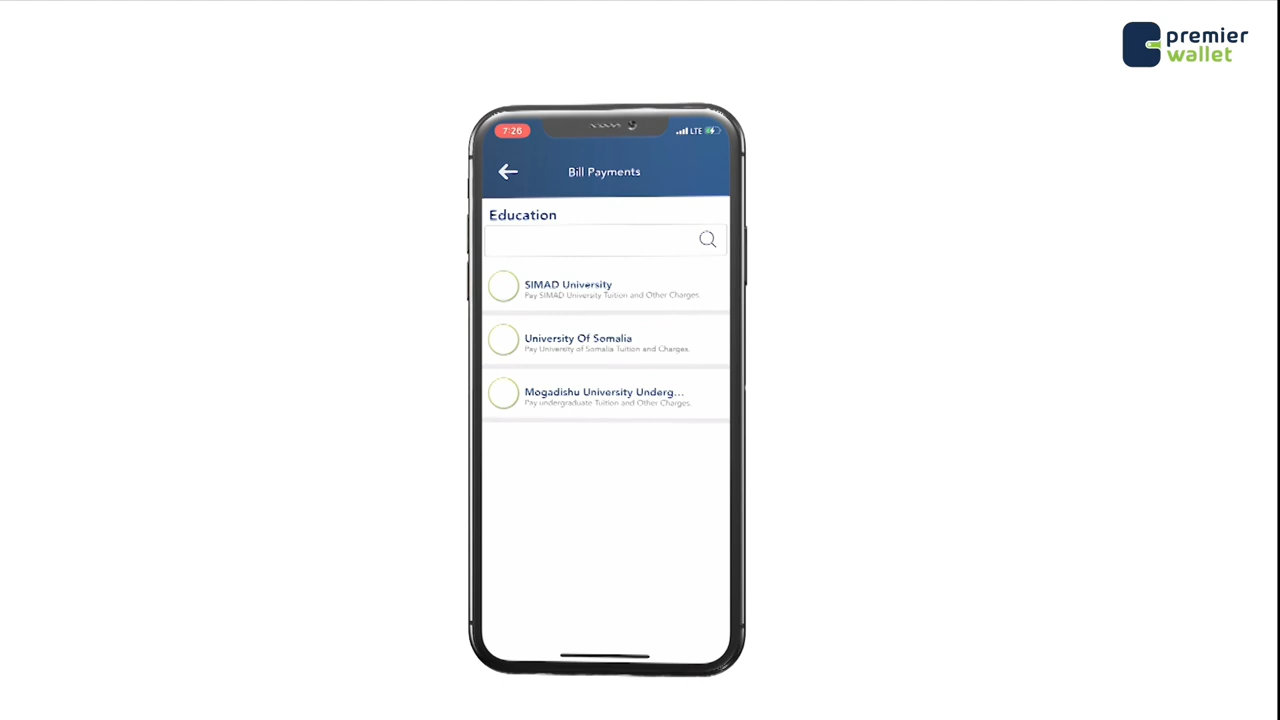 premier
wallet
7:26
LTE
Bill Payments
Education
SIMAD University
Pay SIMAD University Tuition and Other Charges.
University Of Somalia
Pay University of Somalia Tuition and Charges.
Mogadishu University Underg...
Pay undergraduate Tuition and Other Charges.